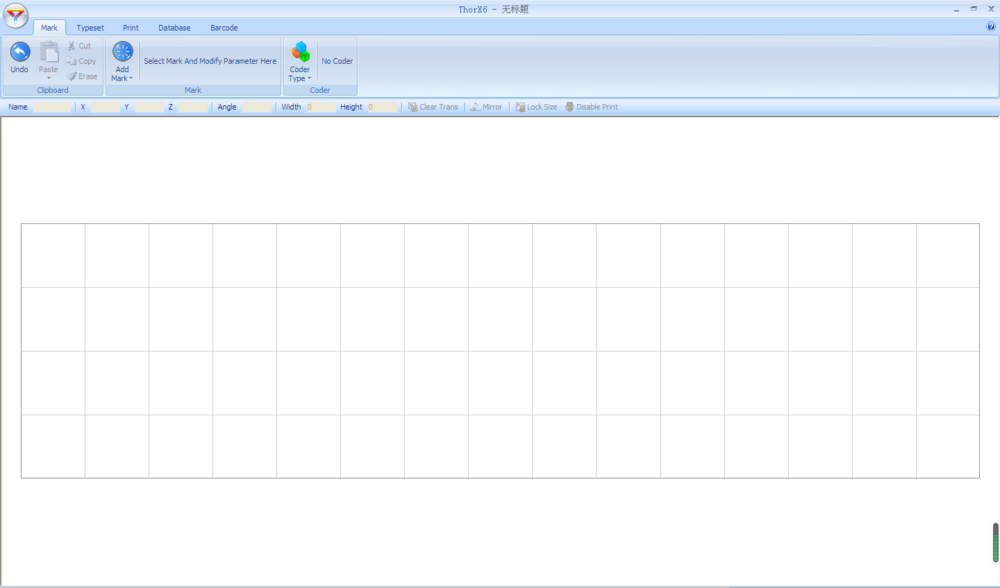 ThorX6 - 无标题
Mark Typeset Print Database Barcode
Undo Paste Cut Copy Erase
Clipboard
Add Mark Select Mark And Modify Parameter Here
Mark
Coder Type No Coder
Coder
Name X Y Z Angle Width 0 Height 0 Clear Trans Mirror Lock Size Disable Print